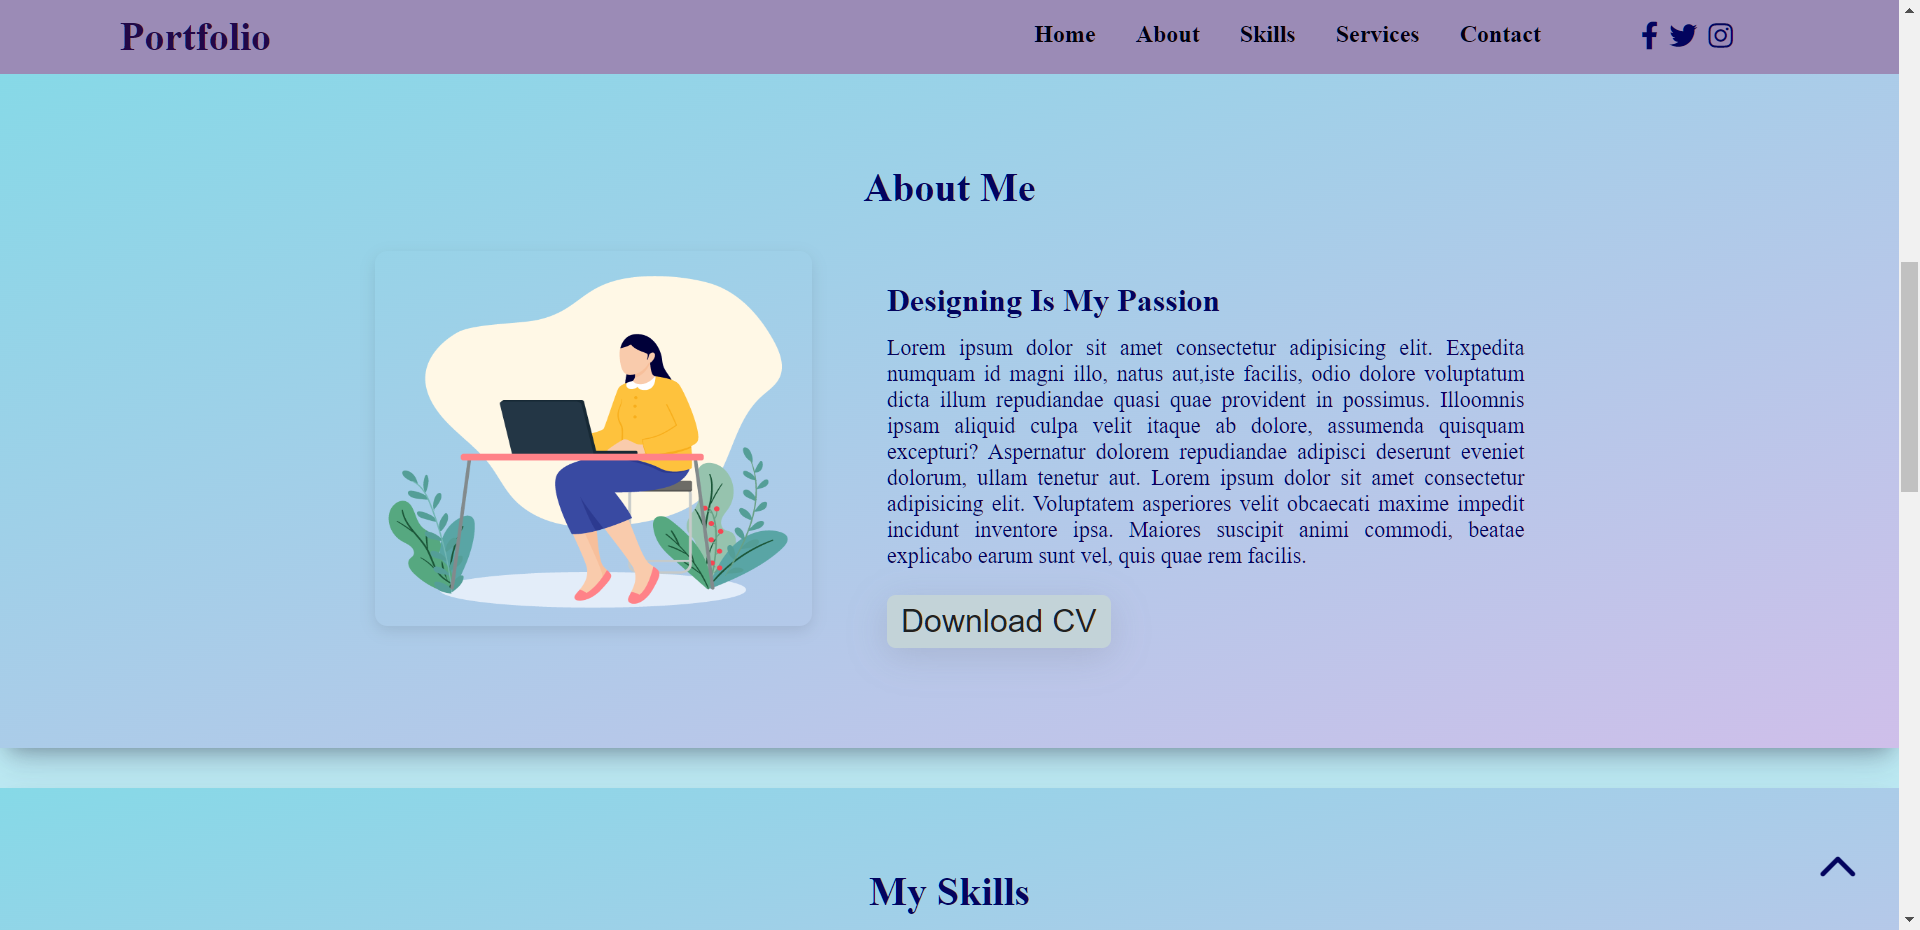 Portfolio
Home About Skills Services Contact
About Me
Designing Is My Passion
Lorem ipsum dolor sit amet consectetur adipisicing elit. Expedita
numquam id magni illo, natus aut,iste facilis, odio dolore voluptatum
dicta illum repudiandae quasi quae provident in possimus. Illoomnis
ipsam aliquid culpa velit itaque ab dolore, assumenda quisquam
excepturi? Aspernatur dolorem repudiandae adipisci deserunt eveniet
dolorum, ullam tenetur aut. Lorem ipsum dolor sit amet consectetur
adipisicing elit. Voluptatem asperiores velit obcaecati maxime impedit
incidunt inventore ipsa. Maiores suscipit animi commodi, beatae
explicabo earum sunt vel, quis quae rem facilis.
Download CV
My Skills